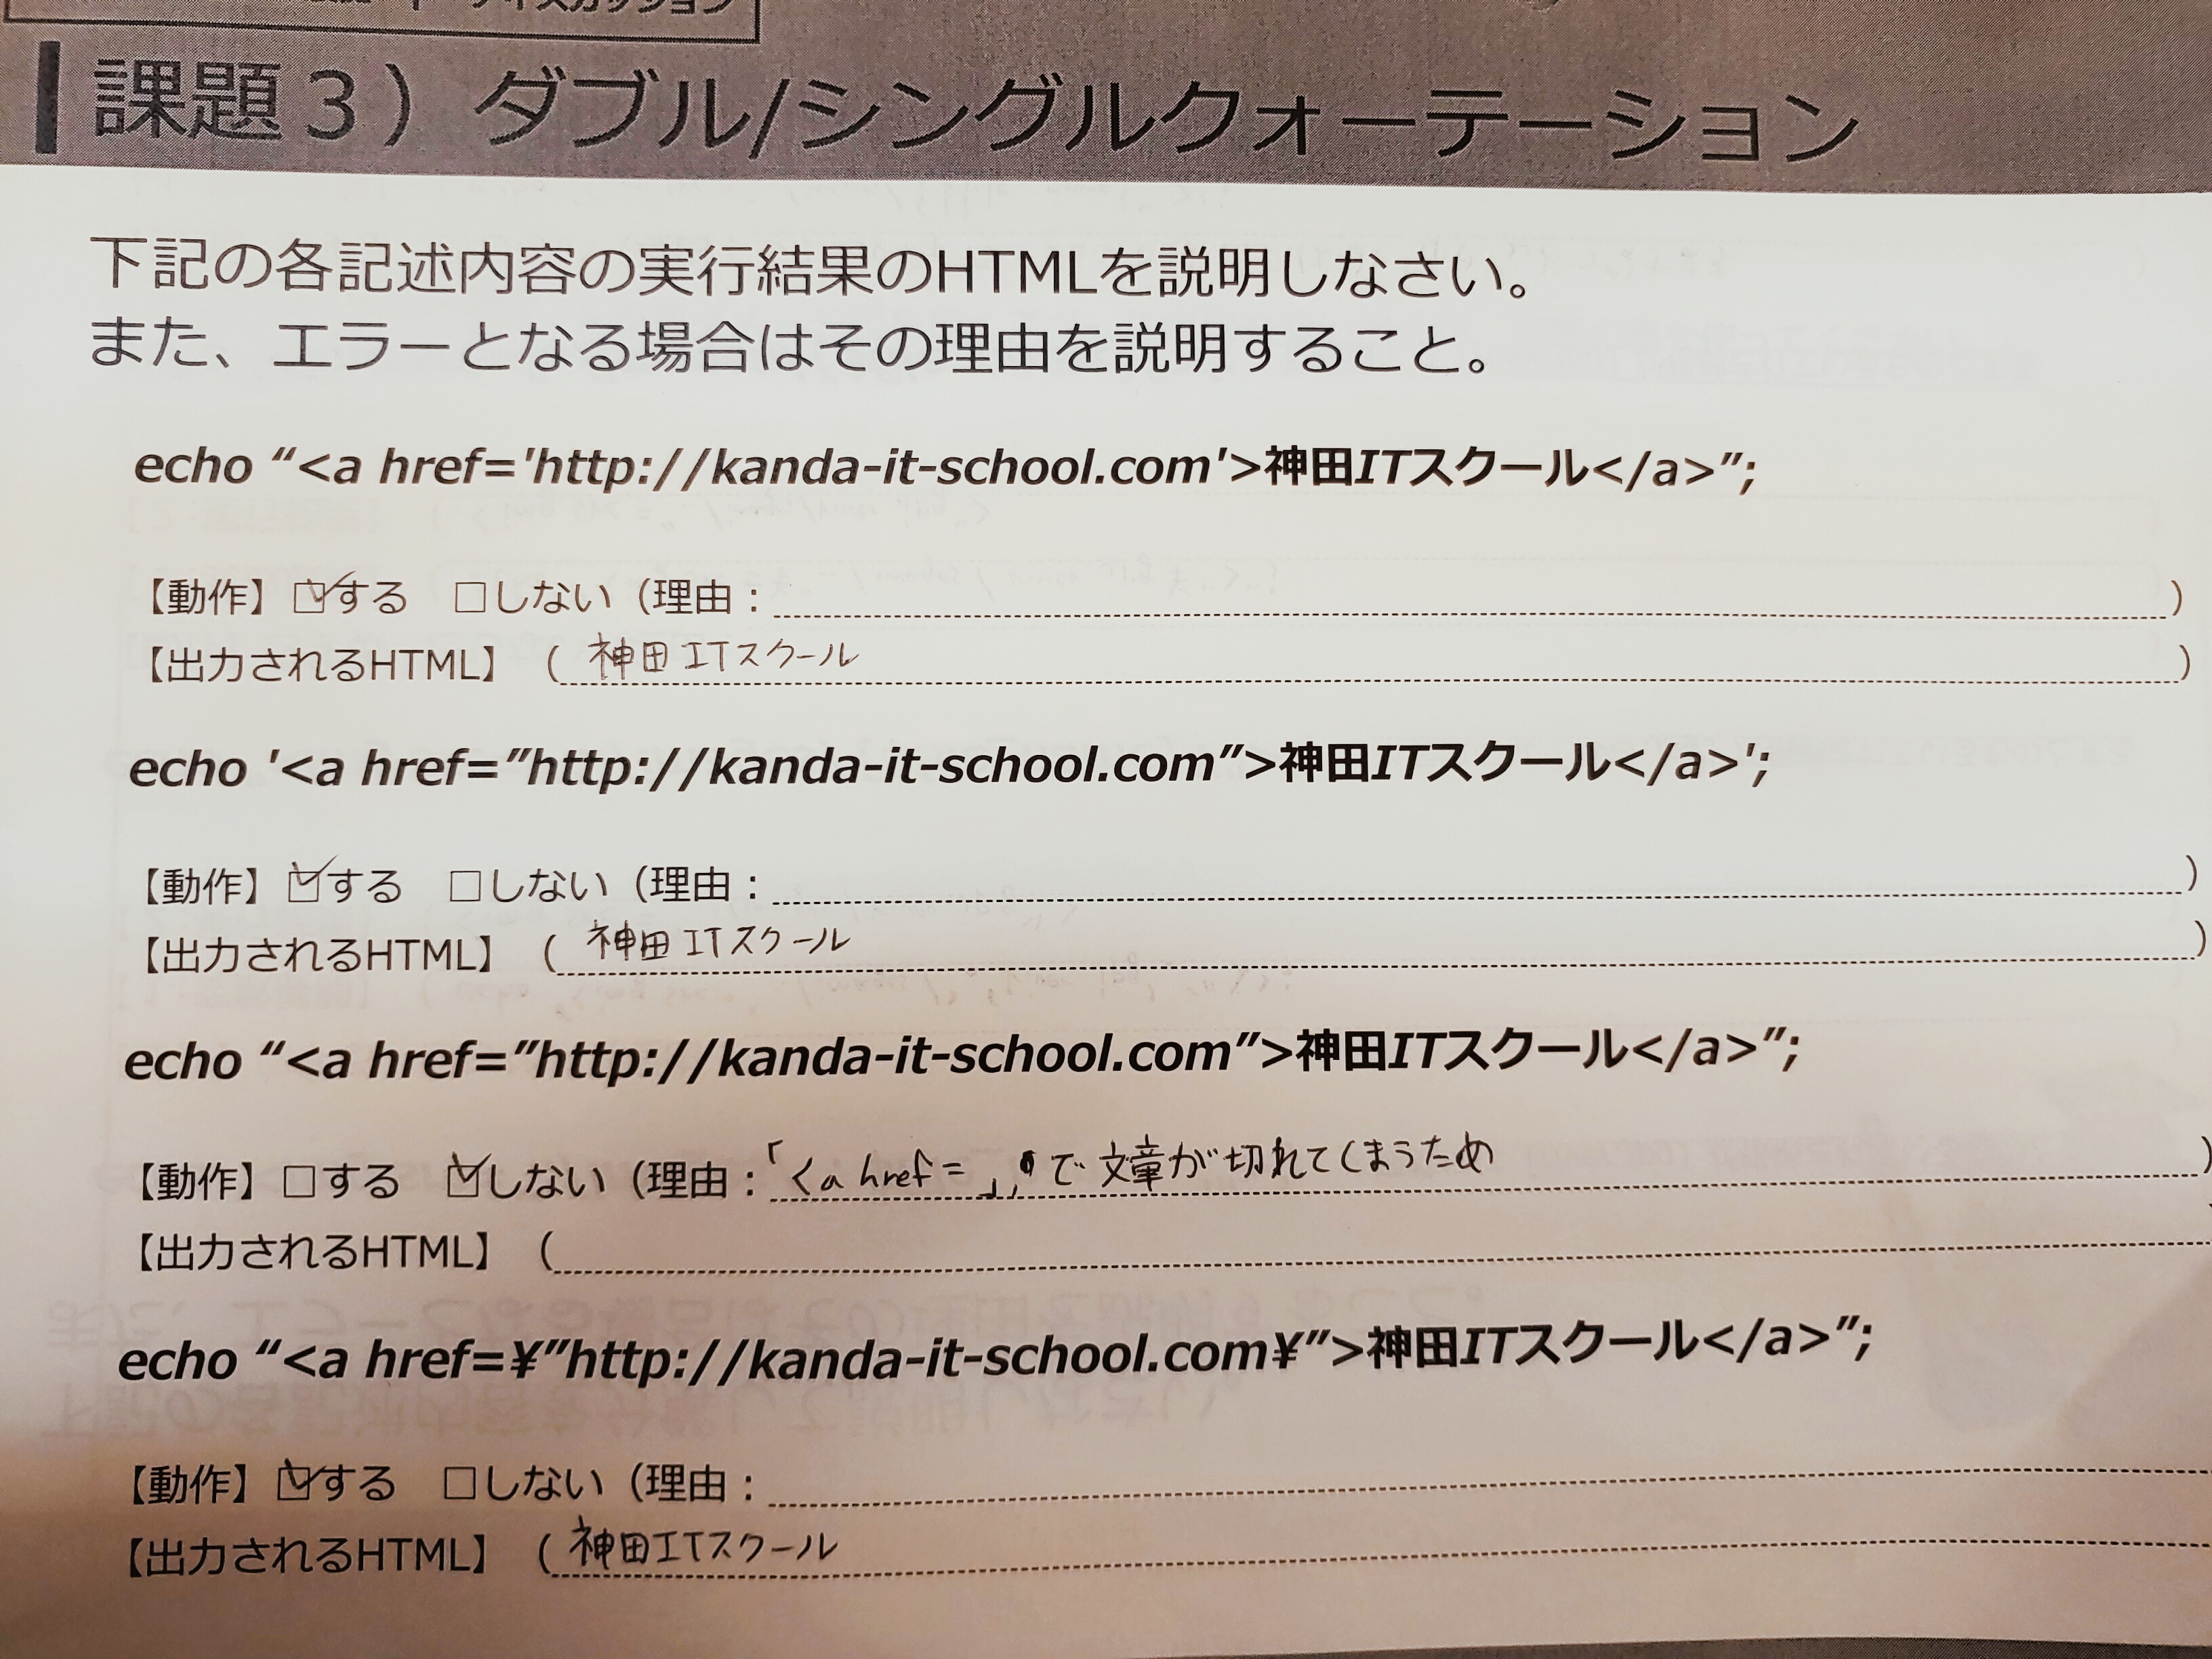 課題３）ダブル/シングルクォーテーション
下記の各記述内容の実行結果のHTMLを説明しなさい。
また、エラーとなる場合はその理由を説明すること。
echo “<a href='http://kanda-it-school.com'>神田ITスクール</a>”;
【動作】☑する　□しない（理由：）
【出力されるHTML】（神田ITスクール）
echo '<a href=”http://kanda-it-school.com”>神田ITスクール</a>';
【動作】☑する　□しない（理由：）
【出力されるHTML】（神田ITスクール）
echo “<a href=”http://kanda-it-school.com”>神田ITスクール</a>”;
【動作】□する　☑しない（理由：「<a href=」で文章が切れてしまうため）
【出力されるHTML】（
echo “<a href=¥”http://kanda-it-school.com¥”>神田ITスクール</a>”;
【動作】☑する　□しない（理由：
【出力されるHTML】（神田ITスクール